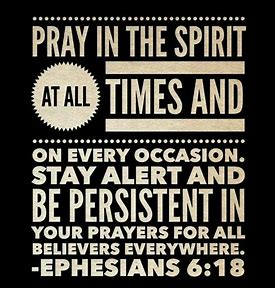 PRAY IN THE SPIRIT
AT ALL TIMES AND
ON EVERY OCCASION.
STAY ALERT AND
BE PERSISTENT IN
YOUR PRAYERS FOR ALL
BELIEVERS EVERYWHERE.
-EPHESIANS 6:18